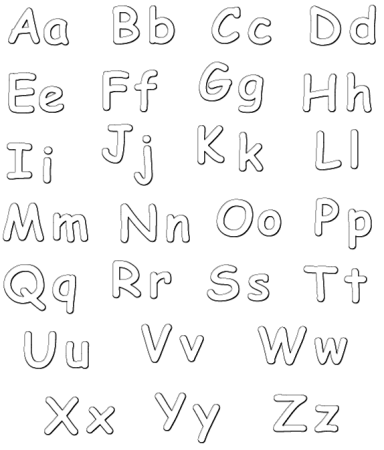 Aa Bb Cc Dd
Ee Ff Gg Hh
Ii Jj Kk Ll
Mm Nn Oo Pp
Qq Rr Ss Tt
Uu Vv Ww
Xx Yy Zz